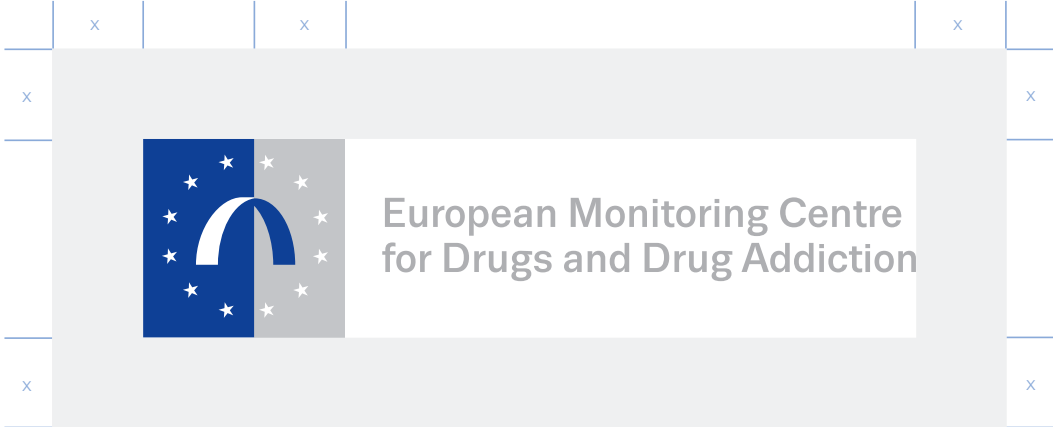 x x x
x x
European Monitoring Centre
for Drugs and Drug Addiction
x x